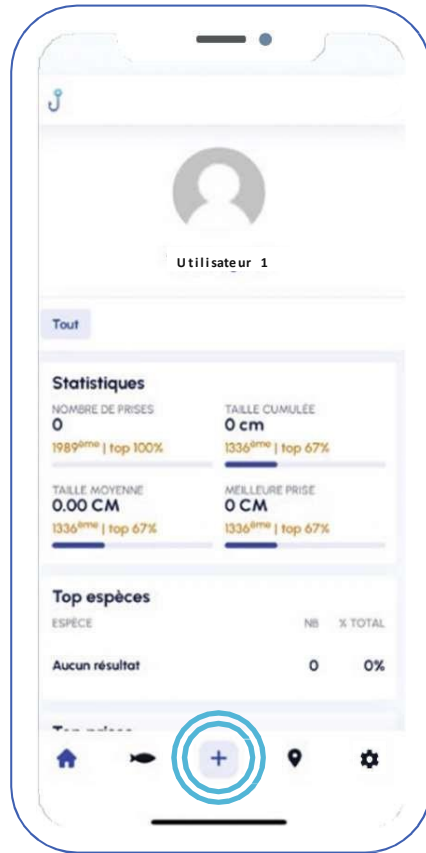 Utilisateur 1
Tout
Statistiques
NOMBRE DE PRISES
0
1989ème | top 100%
TAILLE CUMULÉE
0 cm
1336ème | top 67%
TAILLE MOYENNE
0.00 CM
1336ème | top 67%
MEILLEURE PRISE
0 CM
1336ème | top 67%
Top espèces
ESPÈCE NB % TOTAL
Aucun résultat 0 0%
Top prises